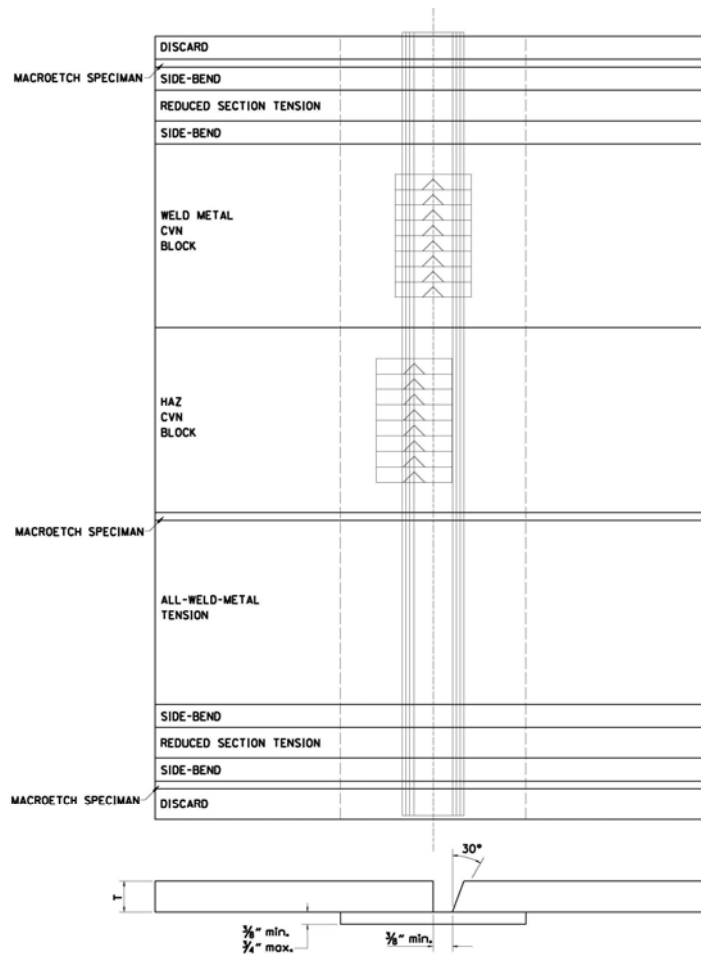 DISCARD
MACROETCH SPECIMAN
SIDE-BEND
REDUCED SECTION TENSION
SIDE-BEND
WELD METAL
CVN
BLOCK
HAZ
CVN
BLOCK
MACROETCH SPECIMAN
ALL-WELD-METAL
TENSION
SIDE-BEND
REDUCED SECTION TENSION
SIDE-BEND
MACROETCH SPECIMAN
DISCARD
30°
T
⅜" min.
¾" max.
⅜" min.